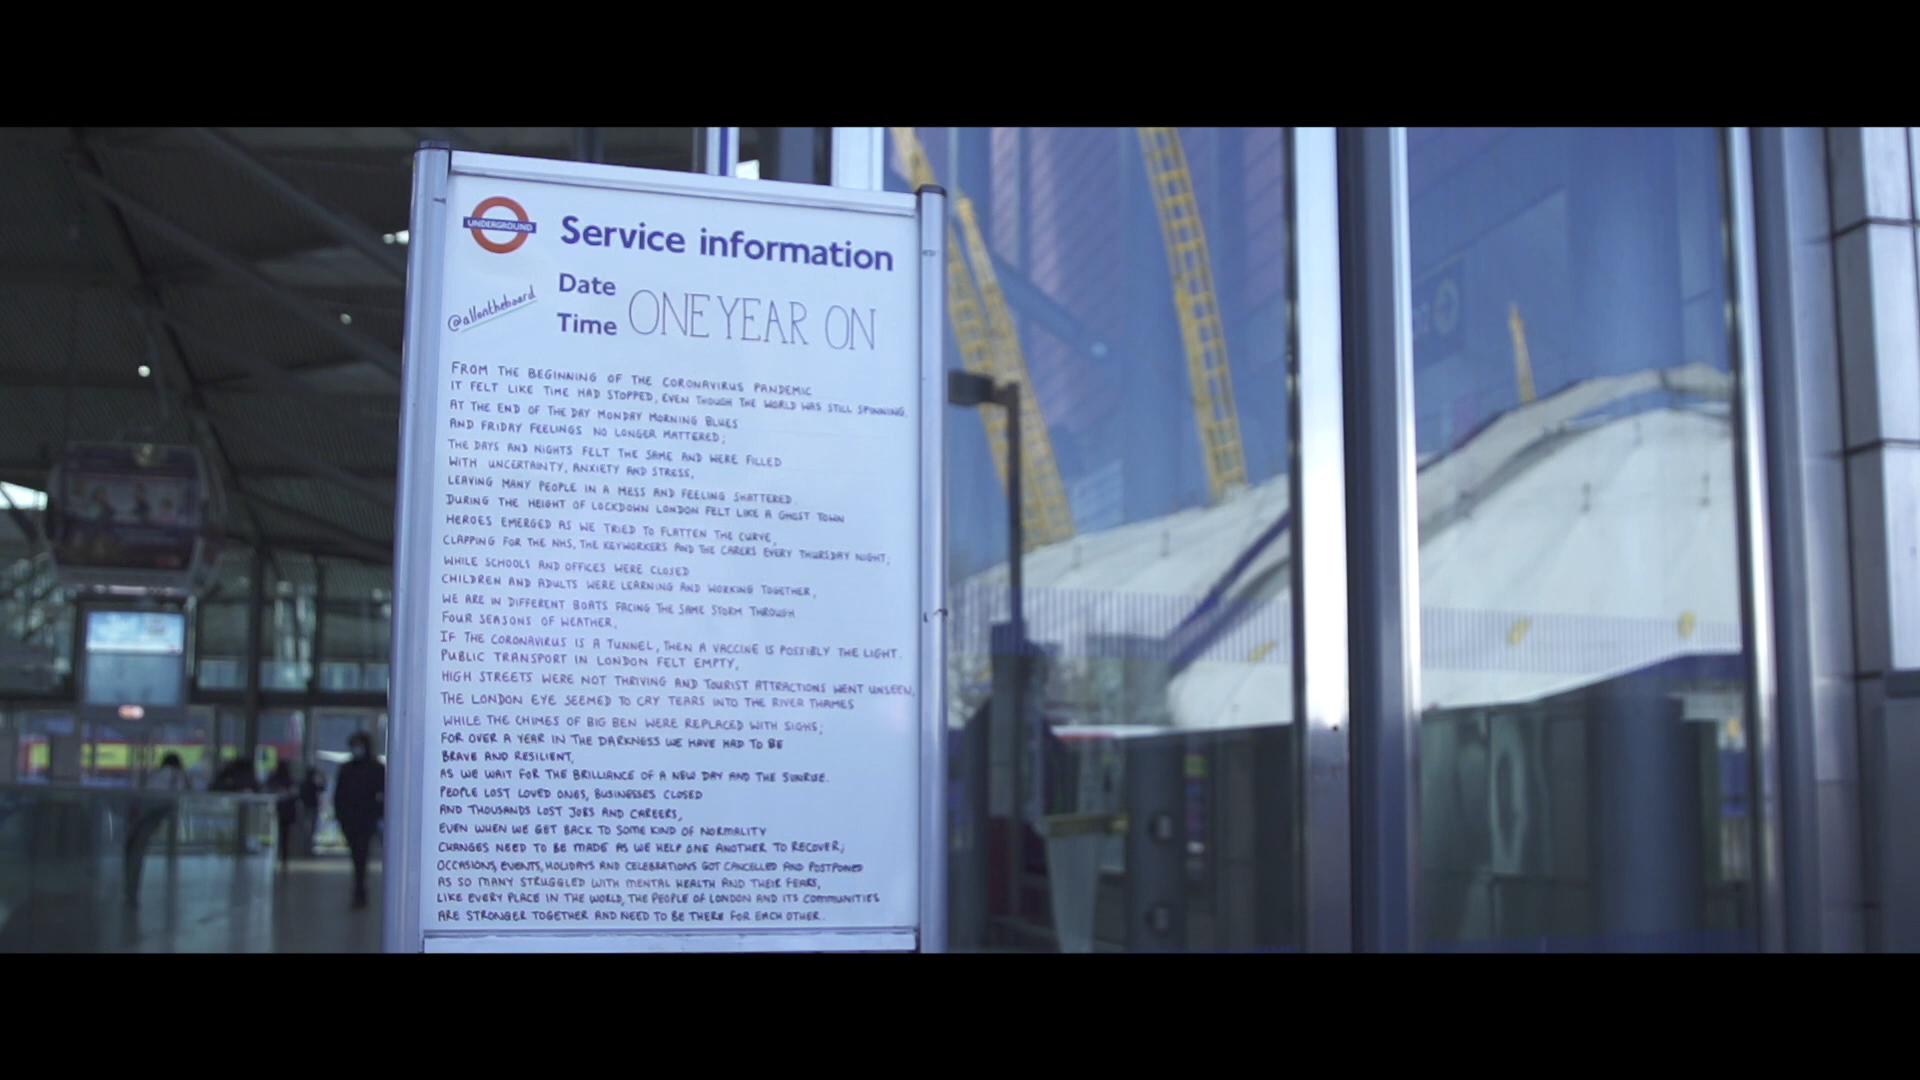 UNDERGROUND
Service information
@allontheboard
Date
Time
ONE YEAR ON
FROM THE BEGINNING OF THE CORONAVIRUS PANDEMIC
IT FELT LIKE TIME HAD STOPPED, EVEN THOUGH THE WORLD WAS STILL SPINNING.
AT THE END OF THE DAY MONDAY MORNING BLUES
AND FRIDAY FEELINGS NO LONGER MATTERED;
THE DAYS AND NIGHTS FELT THE SAME AND WERE FILLED
WITH UNCERTAINTY, ANXIETY AND STRESS,
LEAVING MANY PEOPLE IN A MESS AND FEELING SHATTERED.
DURING THE HEIGHT OF LOCKDOWN LONDON FELT LIKE A GHOST TOWN
HEROES EMERGED AS WE TRIED TO FLATTEN THE CURVE,
CLAPPING FOR THE NHS, THE KEYWORKERS AND THE CARERS EVERY THURSDAY NIGHT;
WHILE SCHOOLS AND OFFICES WERE CLOSED
CHILDREN AND ADULTS WERE LEARNING AND WORKING TOGETHER,
WE ARE IN DIFFERENT BOATS FACING THE SAME STORM THROUGH
FOUR SEASONS OF WEATHER,
IF THE CORONAVIRUS IS A TUNNEL, THEN A VACCINE IS POSSIBLY THE LIGHT.
PUBLIC TRANSPORT IN LONDON FELT EMPTY,
HIGH STREETS WERE NOT THRIVING AND TOURIST ATTRACTIONS WENT UNSEEN,
THE LONDON EYE SEEMED TO CRY TEARS INTO THE RIVER THAMES
WHILE THE CHIMES OF BIG BEN WERE REPLACED WITH SIGHS;
FOR OVER A YEAR IN THE DARKNESS WE HAVE HAD TO BE
BRAVE AND RESILIENT,
AS WE WAIT FOR THE BRILLIANCE OF A NEW DAY AND THE SUNRISE.
PEOPLE LOST LOVED ONES, BUSINESSES CLOSED
AND THOUSANDS LOST JOBS AND CAREERS,
EVEN WHEN WE GET BACK TO SOME KIND OF NORMALITY
CHANGES NEED TO BE MADE AS WE HELP ONE ANOTHER TO RECOVER;
OCCASIONS, EVENTS, HOLIDAYS AND CELEBRATIONS GOT CANCELLED AND POSTPONED
AS SO MANY STRUGGLED WITH MENTAL HEALTH AND THEIR FEARS,
LIKE EVERY PLACE IN THE WORLD, THE PEOPLE OF LONDON AND ITS COMMUNITIES
ARE STRONGER TOGETHER AND NEED TO BE THERE FOR EACH OTHER.